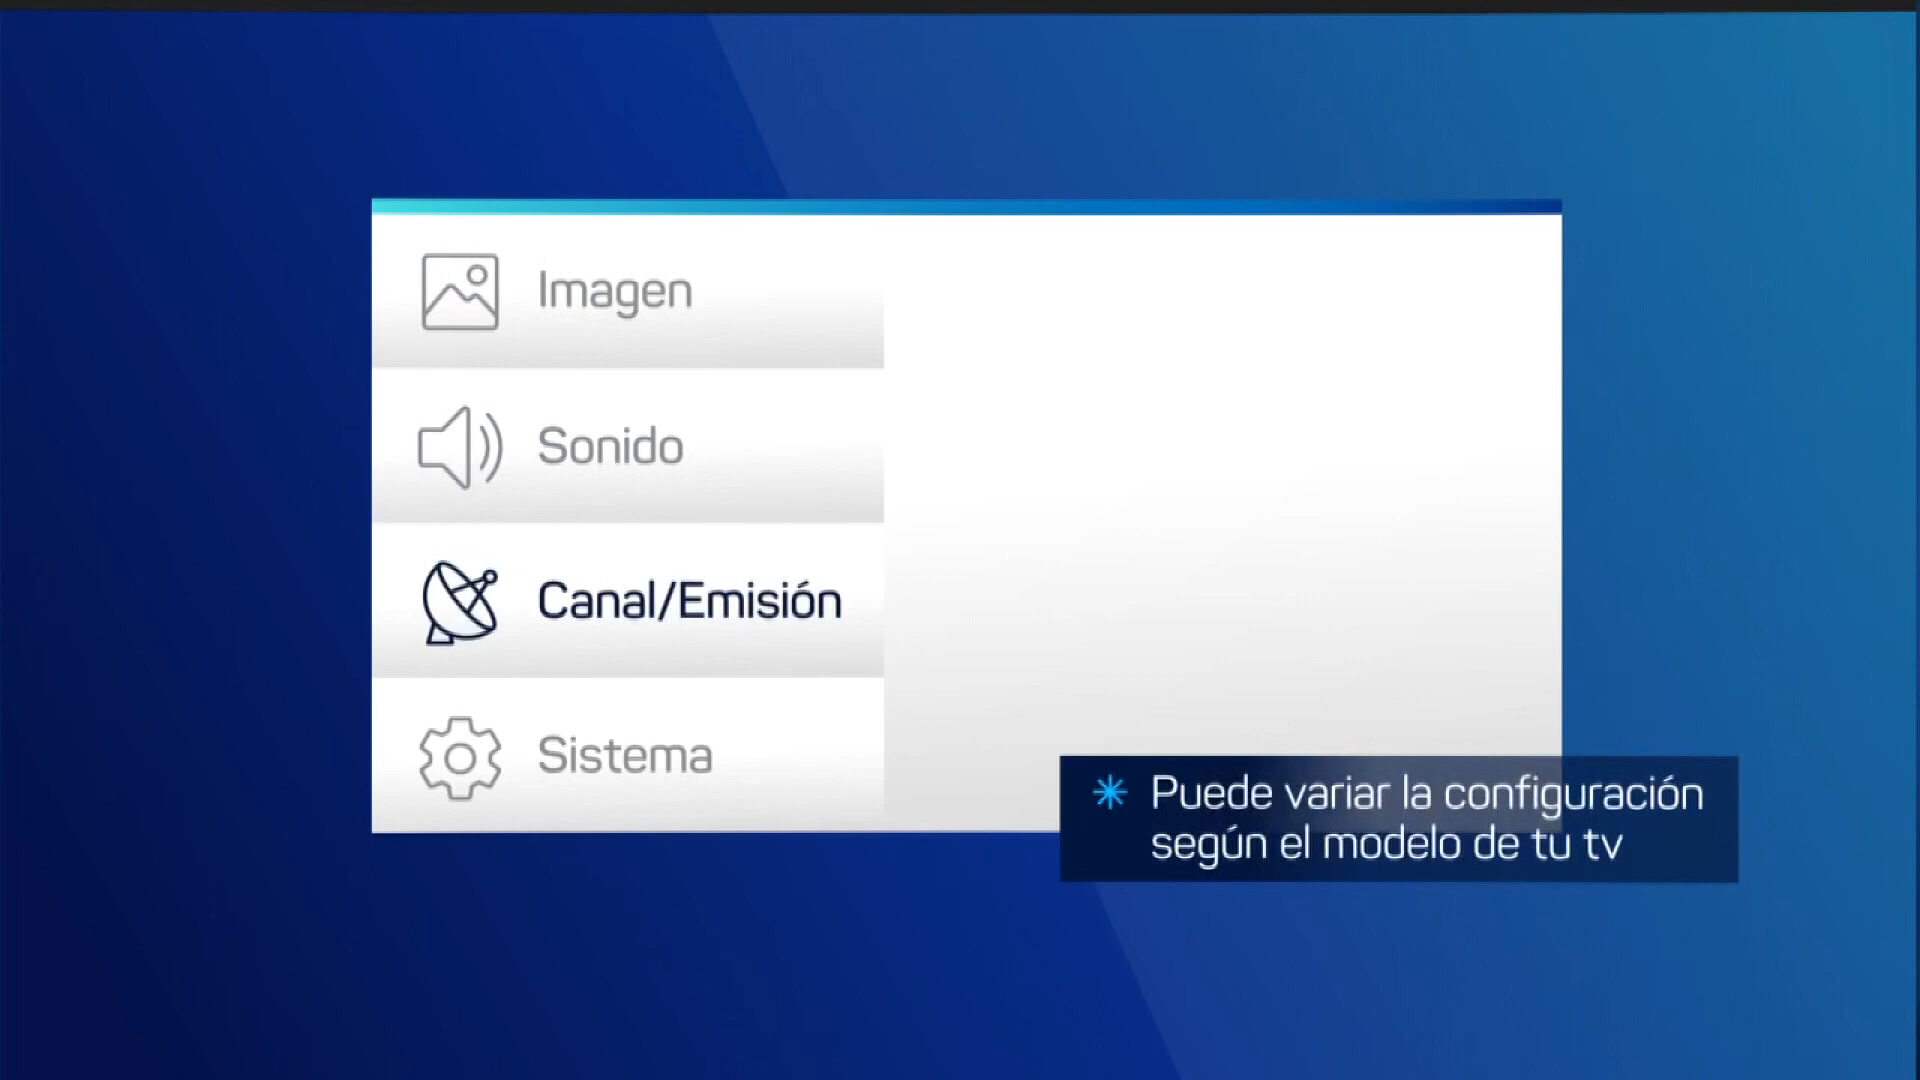 Imagen
Sonido
Canal/Emisión
Sistema
Puede variar la configuración
según el modelo de tu tv